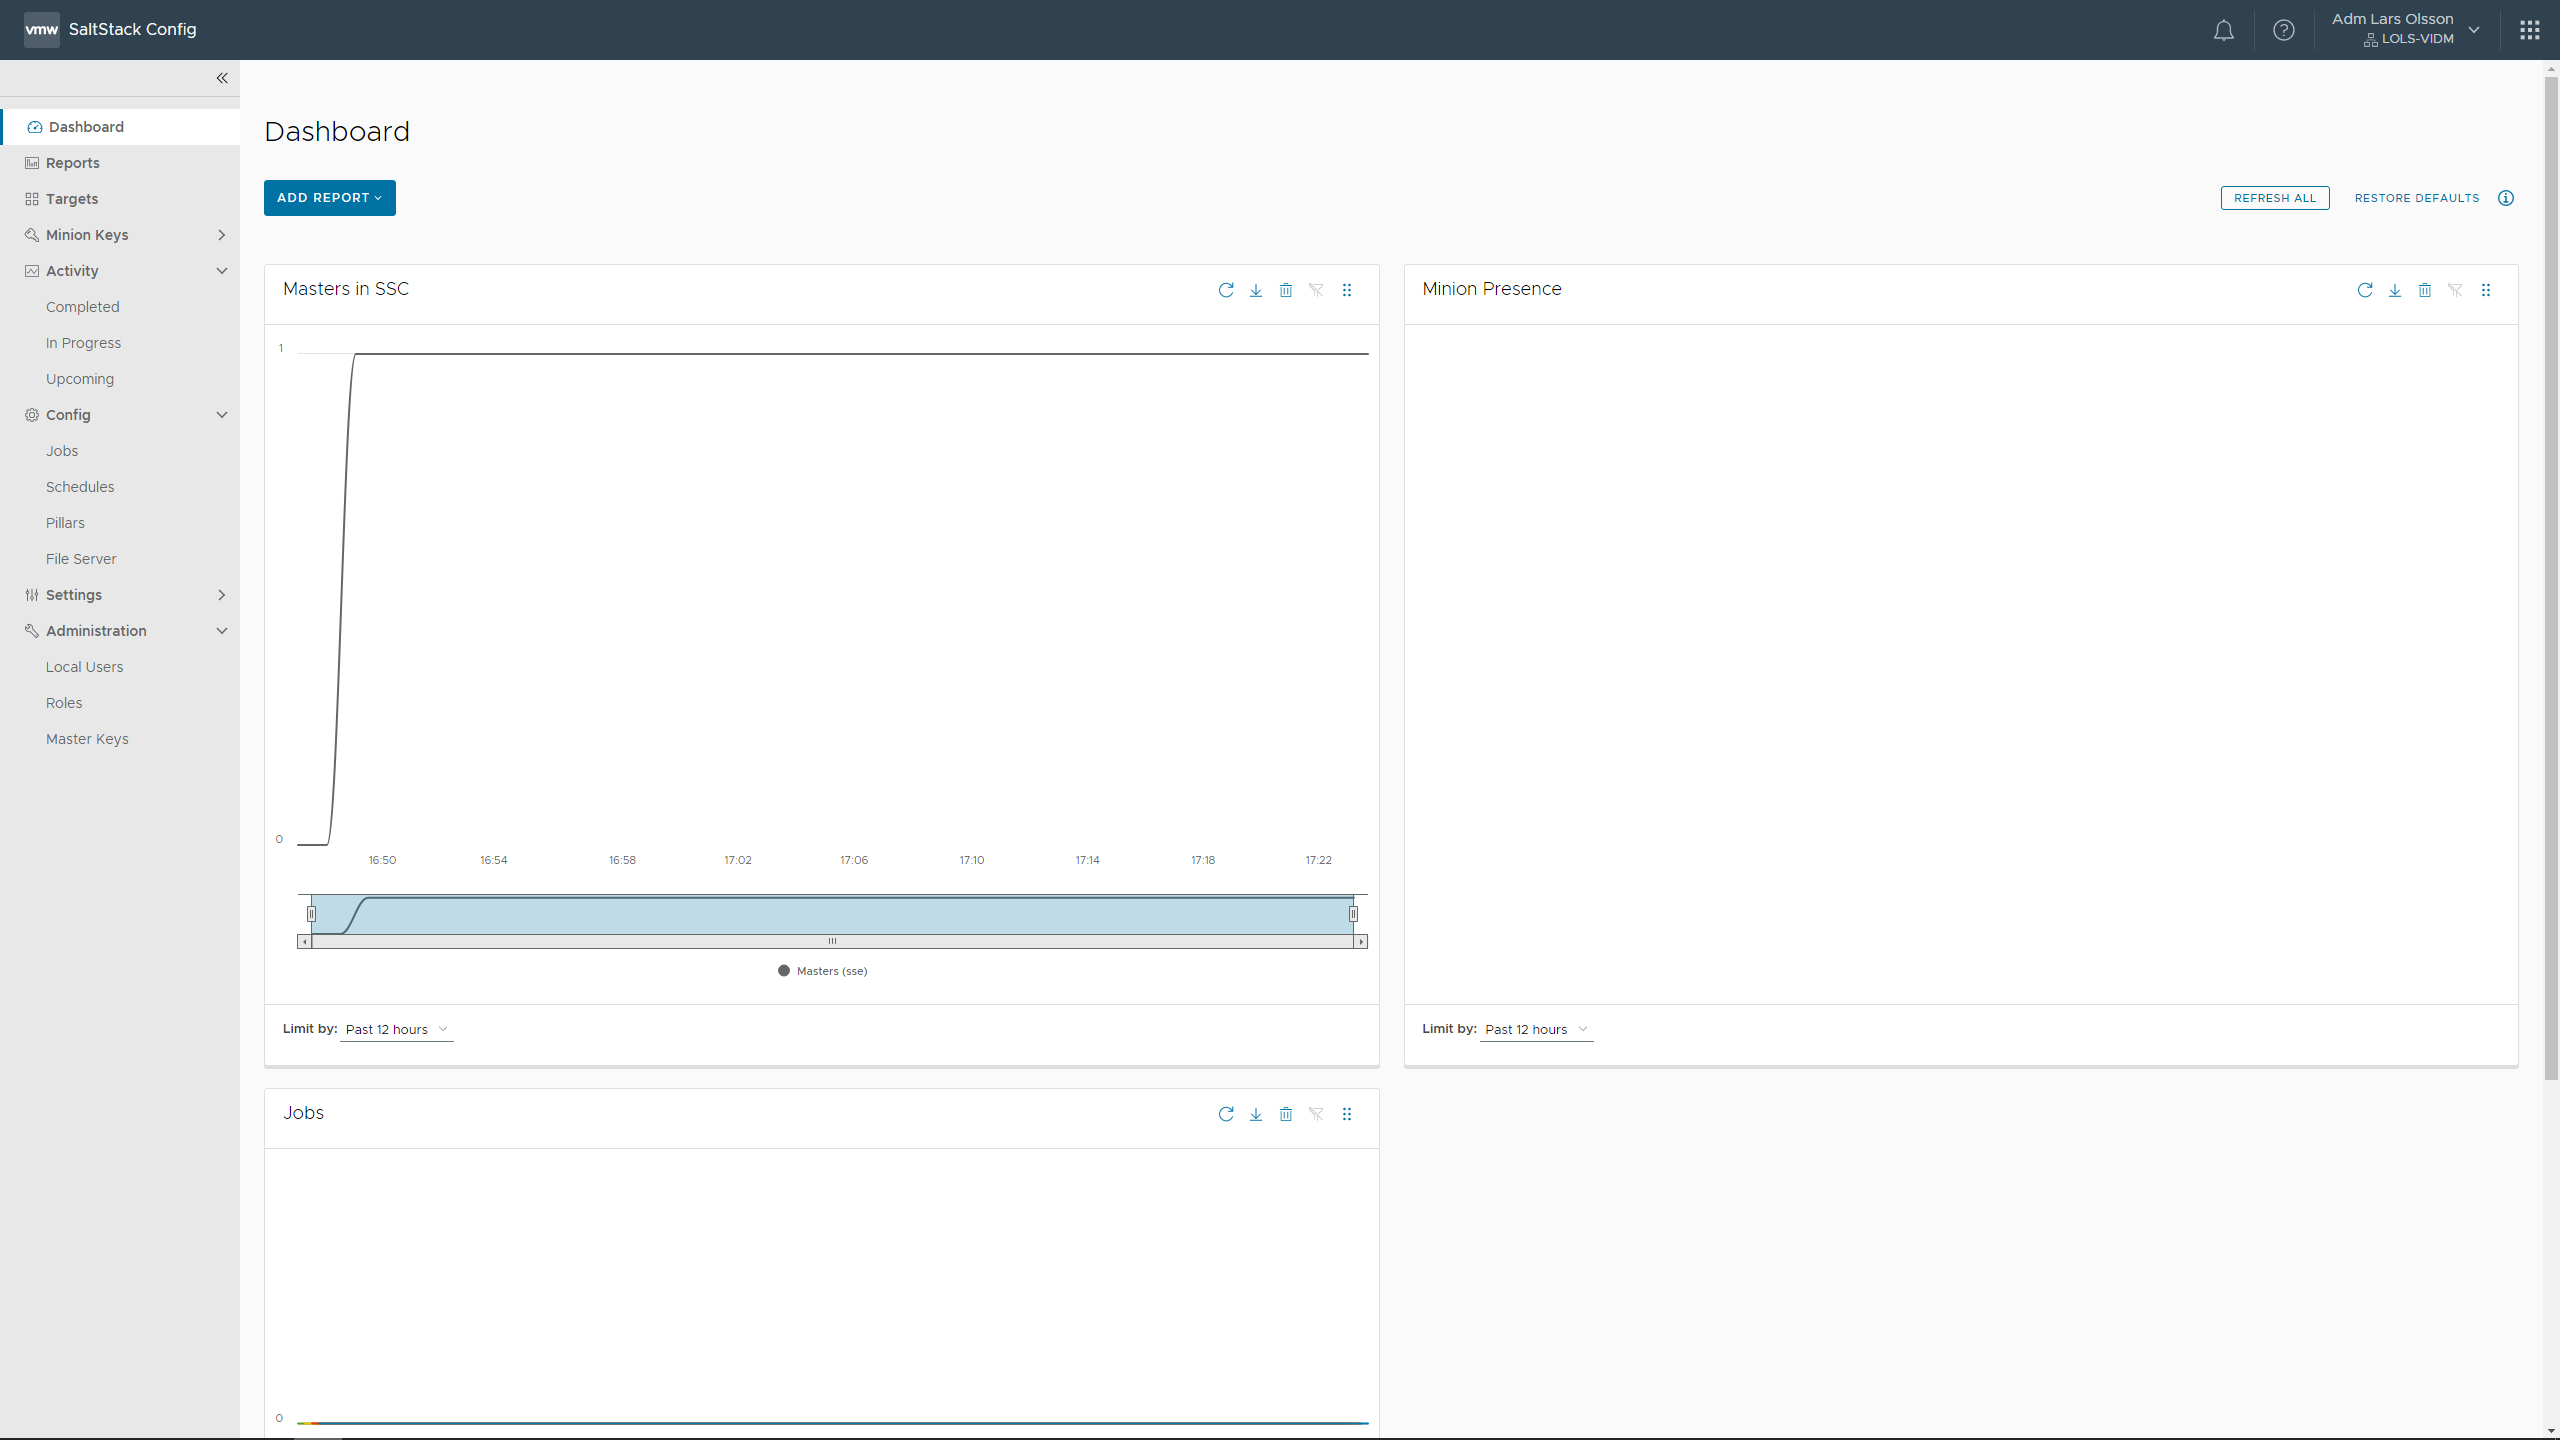 vmw SaltStack Config
Adm Lars Olsson
LOLS-VIDM
Dashboard
Reports
Targets
Minion Keys
Activity
Completed
In Progress
Upcoming
Config
Jobs
Schedules
Pillars
File Server
Settings
Administration
Local Users
Roles
Master Keys
Dashboard
ADD REPORT
REFRESH ALL
RESTORE DEFAULTS
Masters in SSC
1
0
16:50 16:54 16:58 17:02 17:06 17:10 17:14 17:18 17:22
Masters (sse)
Limit by: Past 12 hours
Minion Presence
Limit by: Past 12 hours
Jobs
0